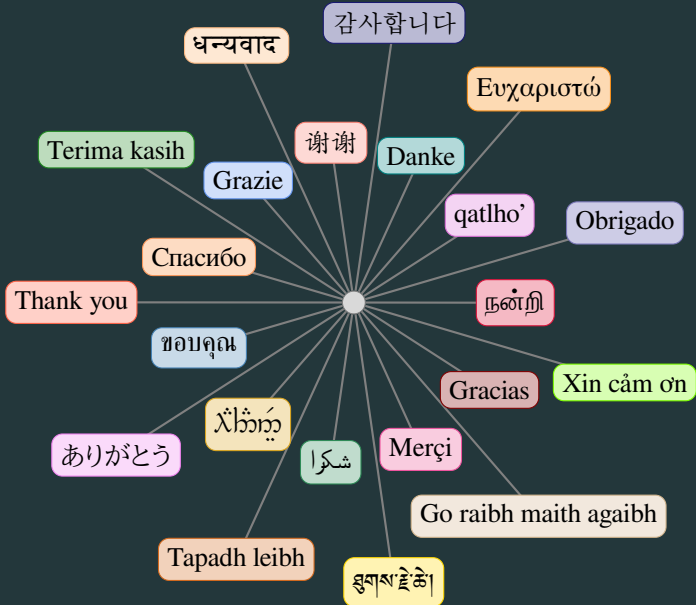 감사합니다
धन्यवाद
Ευχαριστώ
谢谢
Terima kasih
Danke
Grazie
qatlho’
Obrigado
Спасибо
Thank you
நன்றி
ขอบคุณ
Gracias
Xin cảm ơn
ありがとう
شكرا
Merçi
Go raibh maith agaibh
Tapadh leibh
ཐུགས་རྗེ་ཆེ།